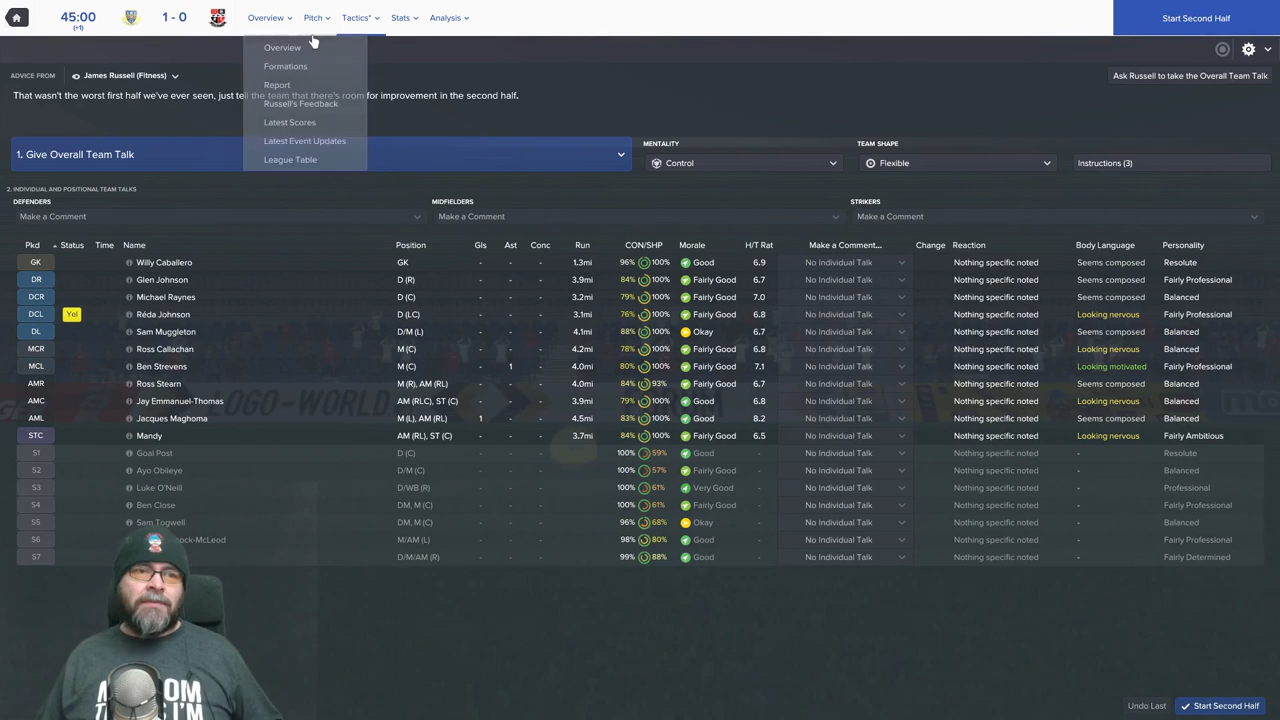 45:00
(+1)
1 - 0
Overview Pitch Tactics* Stats Analysis
Start Second Half
Overview
Formations
Report
Russell's Feedback
Latest Scores
Latest Event Updates
League Table
ADVICE FROM James Russell (Fitness)
Ask Russell to take the Overall Team Talk
That wasn't the worst first half we've ever seen, just tell the team that there's room for improvement in the second half.
1. Give Overall Team Talk
MENTALITY
Control
TEAM SHAPE
Flexible
Instructions (3)
2. INDIVIDUAL AND POSITIONAL TEAM TALKS
DEFENDERS MIDFIELDERS STRIKERS
Make a Comment Make a Comment Make a Comment
Pkd Status Time Name Position Gls Ast Conc Run CON/SHP Morale H/T Rat Make a Comment... Change Reaction Body Language Personality
GK Willy Caballero GK - - - 1.3mi 96% 100% Good 6.9 No Individual Talk Nothing specific noted Seems composed Resolute
DR Glen Johnson D (R) - - - 3.9mi 84% 100% Fairly Good 6.7 No Individual Talk Nothing specific noted Seems composed Fairly Professional
DCR Michael Raynes D (C) - - - 3.2mi 79% 100% Fairly Good 7.0 No Individual Talk Nothing specific noted Seems composed Balanced
DCL Yel Réda Johnson D (LC) - - - 3.1mi 76% 100% Fairly Good 6.8 No Individual Talk Nothing specific noted Looking nervous Fairly Professional
DL Sam Muggleton D/M (L) - - - 4.1mi 88% 100% Okay 6.7 No Individual Talk Nothing specific noted Seems composed Balanced
MCR Ross Callachan M (C) - - - 4.2mi 78% 100% Fairly Good 6.8 No Individual Talk Nothing specific noted Looking nervous Balanced
MCL Ben Stevens M (C) - 1 - 4.0mi 80% 100% Fairly Good 7.1 No Individual Talk Nothing specific noted Looking motivated Fairly Professional
AMR Ross Stearn M (R), AM (RL) - - - 4.0mi 84% 93% Fairly Good 6.7 No Individual Talk Nothing specific noted Seems composed Balanced
AMC Jay Emmanuel-Thomas AM (RLC), ST (C) - - - 3.9mi 79% 100% Good 6.8 No Individual Talk Nothing specific noted Looking nervous Balanced
AML Jacques Maghoma M (L), AM (RL) 1 - - 4.5mi 83% 100% Good 8.2 No Individual Talk Nothing specific noted Seems composed Balanced
STC Mandy AM (RL), ST (C) - - - 3.7mi 84% 100% Fairly Good 6.5 No Individual Talk Nothing specific noted Looking nervous Fairly Ambitious
S1 Goal Post D (C) - - - 100% 59% Good - No Individual Talk Nothing specific noted - Resolute
S2 Ayo Obileye D/M (C) - - - 100% 57% Fairly Good - No Individual Talk Nothing specific noted - Balanced
S3 Luke O'Neill D/WB (R) - - - 100% 61% Very Good - No Individual Talk Nothing specific noted - Professional
S4 Ben Close DM, M (C) - - - 100% 61% Fairly Good - No Individual Talk Nothing specific noted - Fairly Professional
S5 Sam Togwell DM, M (C) - - - 96% 68% Okay - No Individual Talk Nothing specific noted - Balanced
S6 M/AM (L) - - - 98% 80% Good - No Individual Talk Nothing specific noted - Fairly Professional
S7 D/M/AM (R) - - - 99% 88% Good - No Individual Talk Nothing specific noted - Fairly Determined
LOGO-WORLD
Undo Last Start Second Half